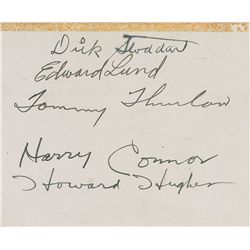 Dick Stoddart
Edward Lund
Tommy Thurlow
Harry Connor
Howard Hughes